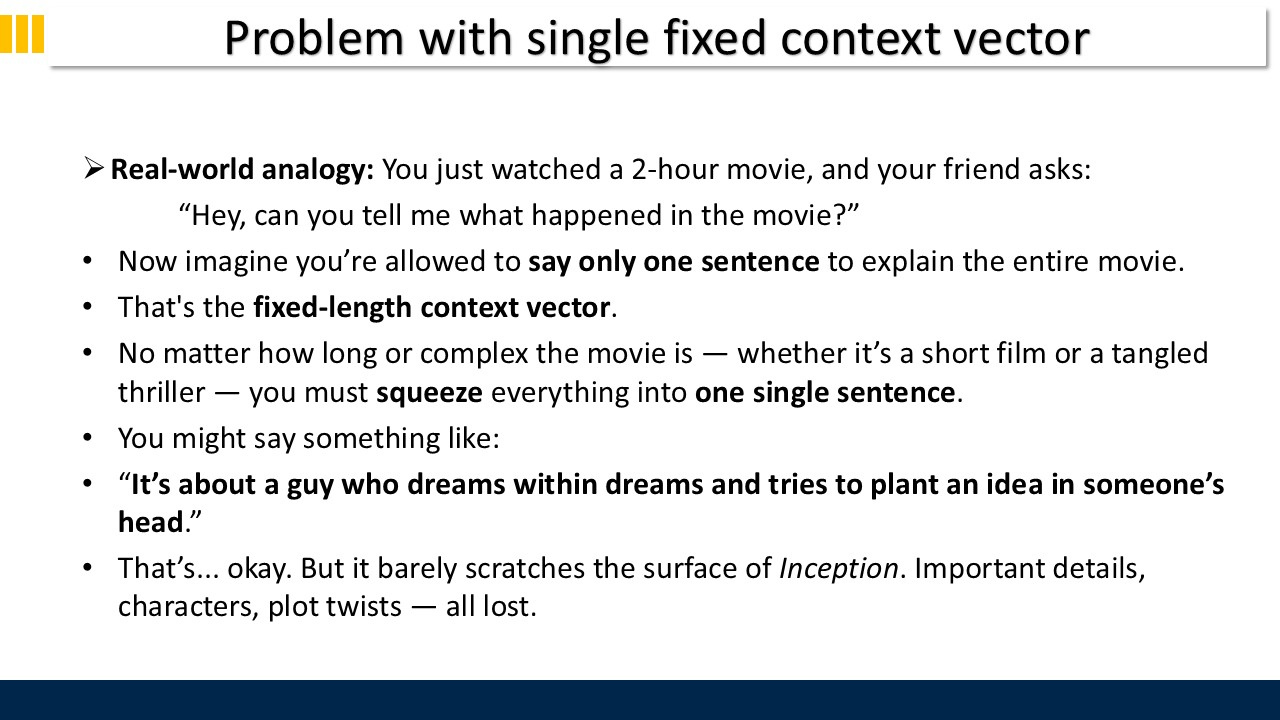 Problem with single fixed context vector
➢ Real-world analogy: You just watched a 2-hour movie, and your friend asks:
“Hey, can you tell me what happened in the movie?”
• Now imagine you’re allowed to say only one sentence to explain the entire movie.
• That's the fixed-length context vector.
• No matter how long or complex the movie is — whether it’s a short film or a tangled
thriller — you must squeeze everything into one single sentence.
• You might say something like:
• “It’s about a guy who dreams within dreams and tries to plant an idea in someone’s
head.”
• That’s... okay. But it barely scratches the surface of Inception. Important details,
characters, plot twists — all lost.